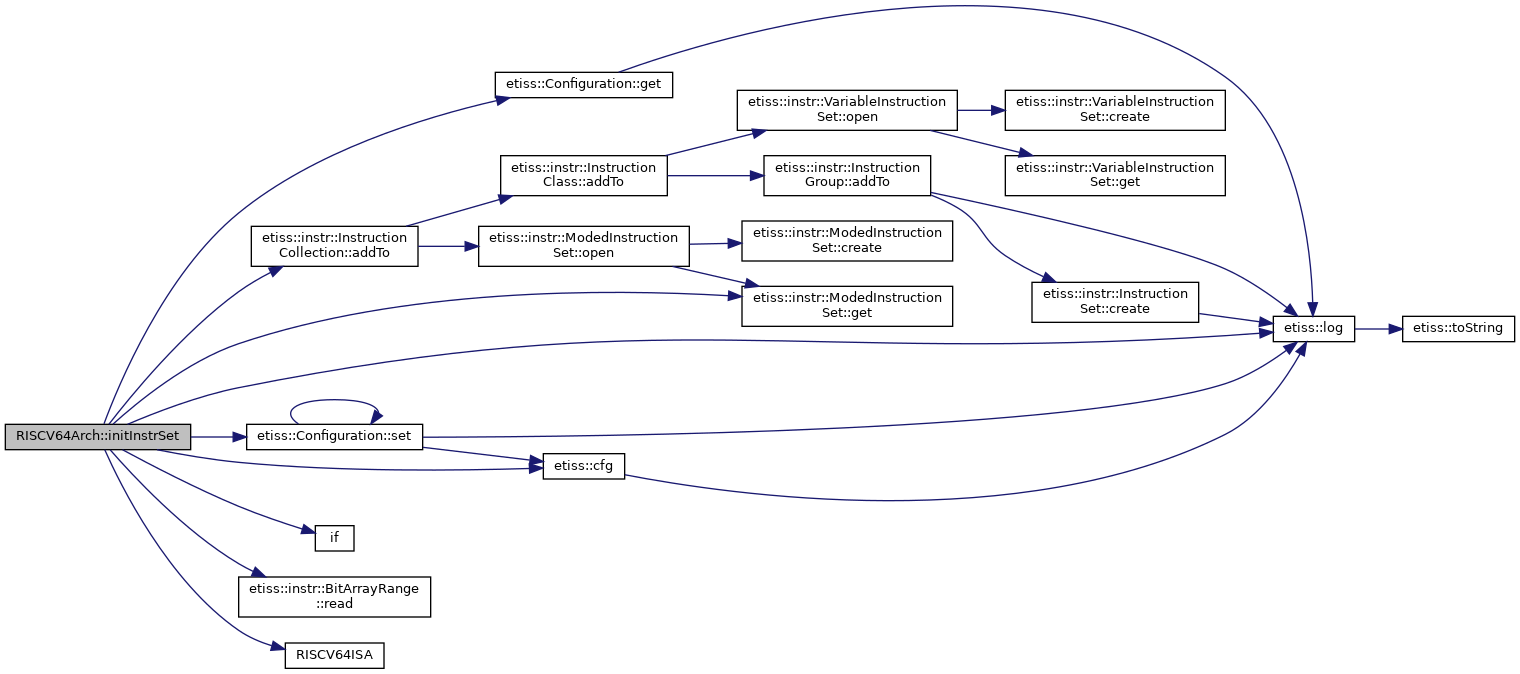 etiss::Configuration::get
etiss::instr::VariableInstruction
Set::open
etiss::instr::VariableInstruction
Set::create
etiss::instr::Instruction
Class::addTo
etiss::instr::Instruction
Group::addTo
etiss::instr::VariableInstruction
Set::get
etiss::instr::Instruction
Collection::addTo
etiss::instr::ModedInstruction
Set::open
etiss::instr::ModedInstruction
Set::create
etiss::instr::ModedInstruction
Set::get
etiss::instr::Instruction
Set::create
etiss::log
etiss::toString
RISCV64Arch::initInstrSet
etiss::Configuration::set
etiss::cfg
if
etiss::instr::BitArrayRange
::read
RISCV64ISA